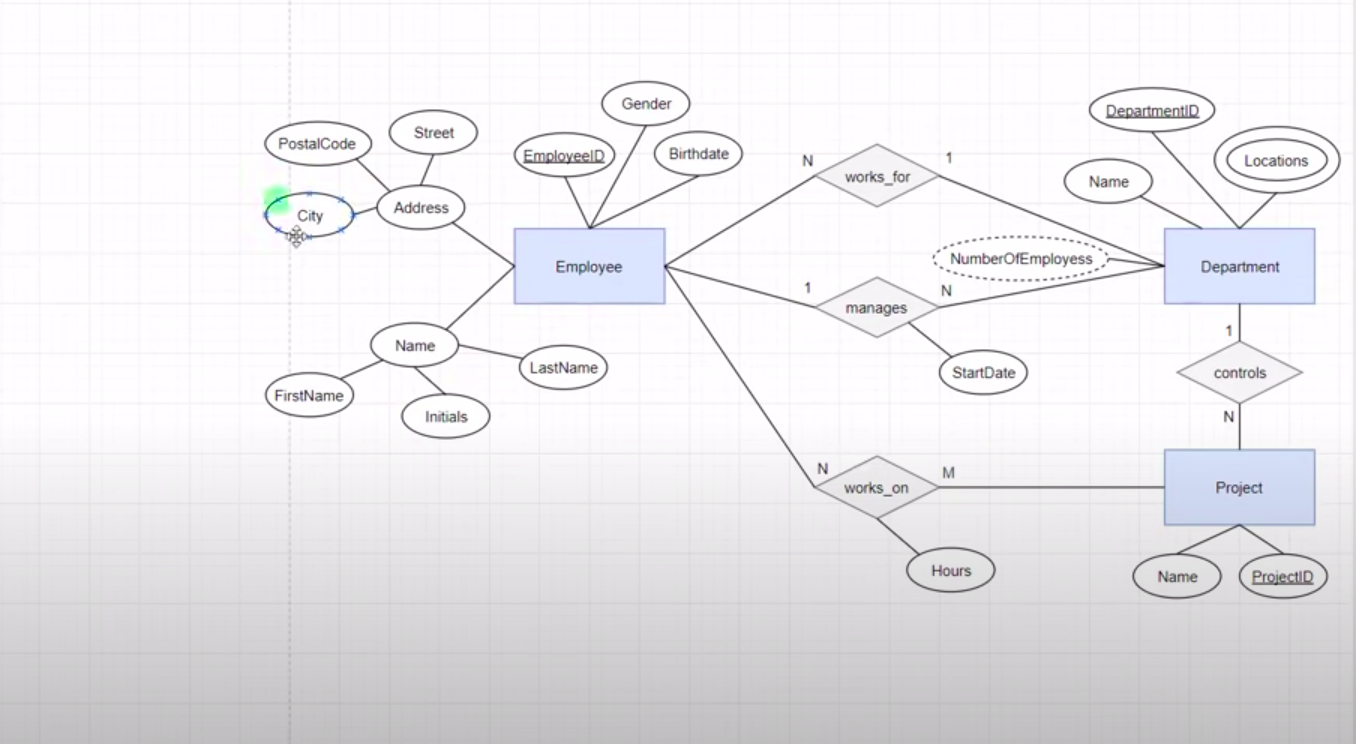 Gender
DepartmentID
Street
PostalCode
EmployeeID
Birthdate
N
1
works_for
Locations
Name
City
Address
Employee
NumberOfEmployess
Department
1
N
manages
1
Name
LastName
StartDate
controls
FirstName
Initials
N
N
M
works_on
Project
Hours
Name
ProjectID